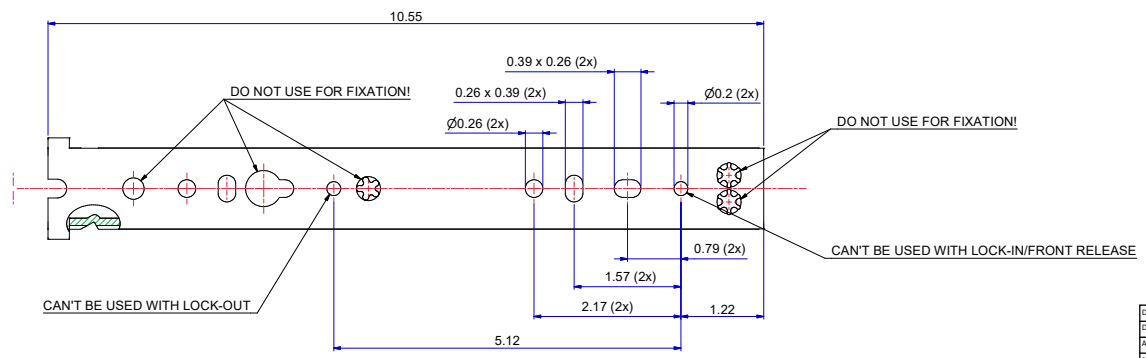 10.55
0.39 x 0.26 (2x)
DO NOT USE FOR FIXATION!
0.26 x 0.39 (2x)
Ø0.2 (2x)
Ø0.26 (2x)
DO NOT USE FOR FIXATION!
CAN'T BE USED WITH LOCK-IN/FRONT RELEASE
0.79 (2x)
1.57 (2x)
CAN'T BE USED WITH LOCK-OUT
2.17 (2x)
1.22
5.12